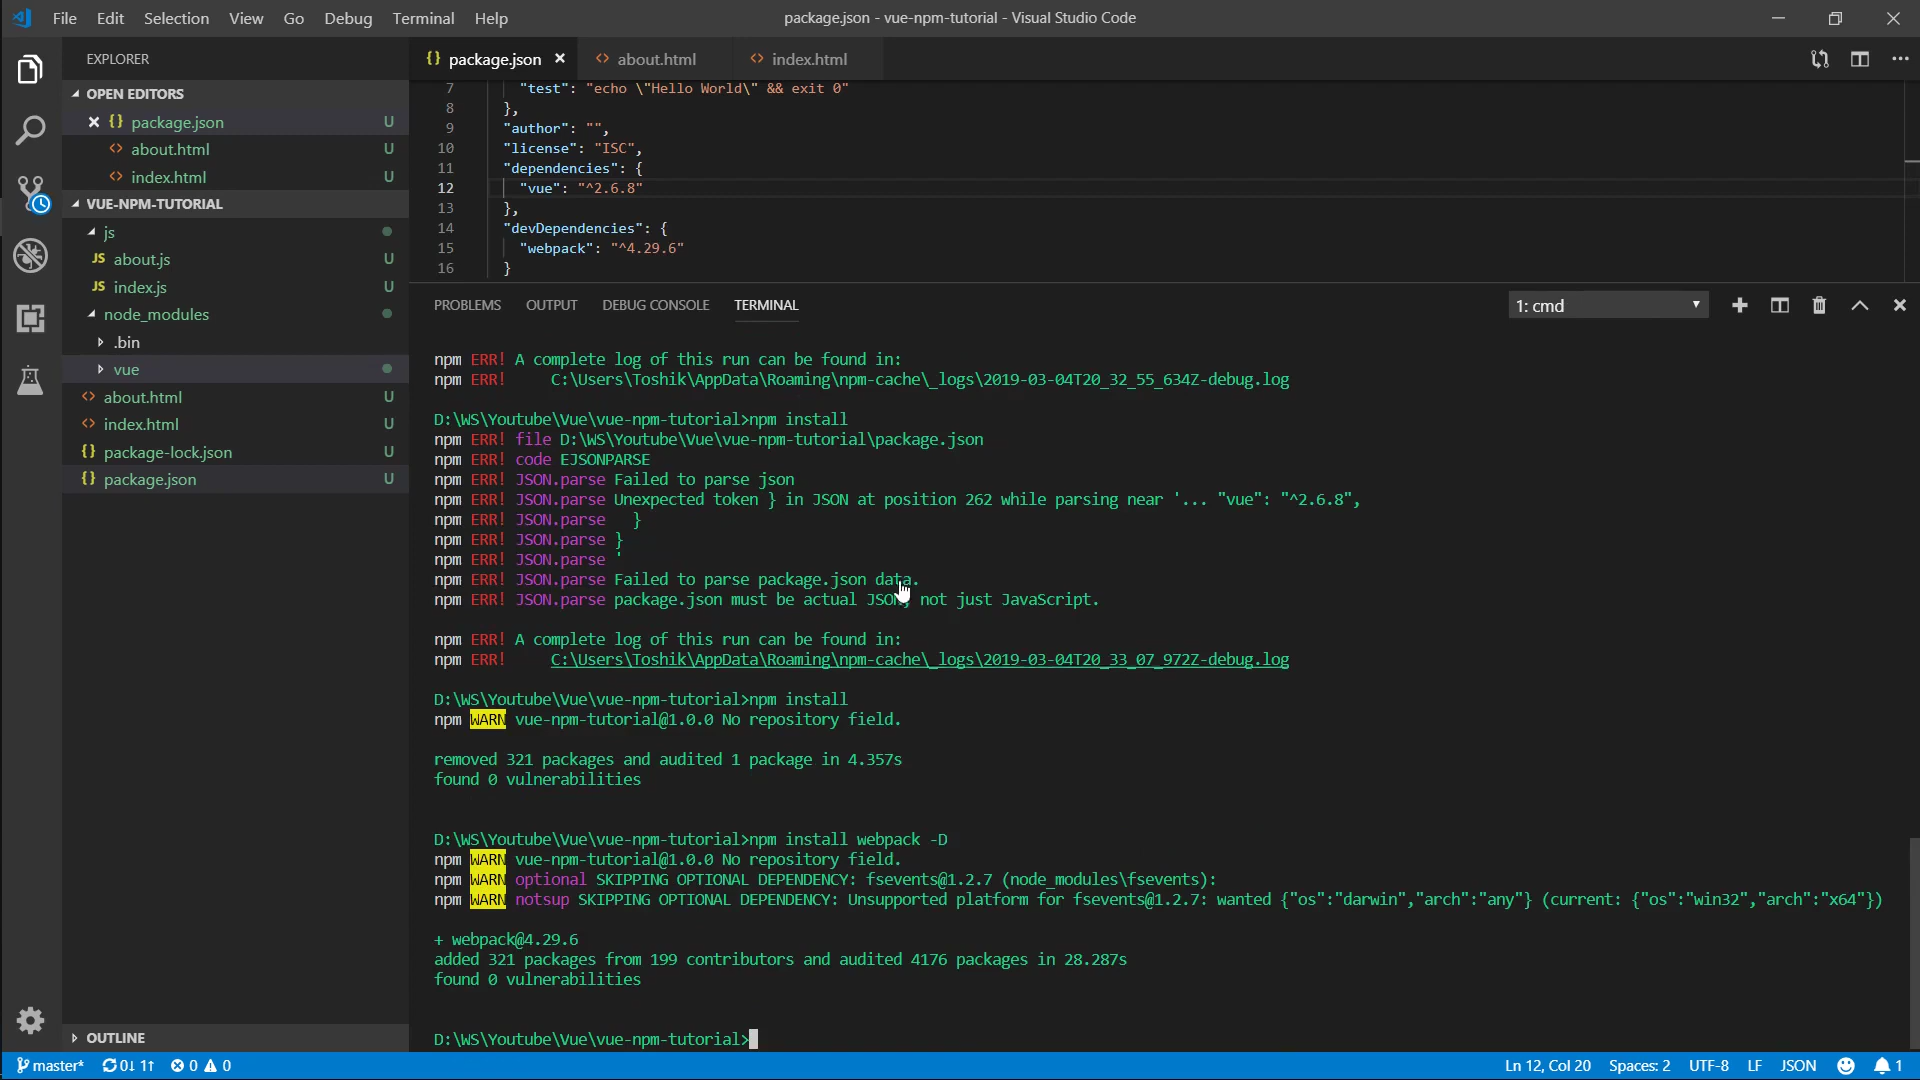 File Edit Selection View Go Debug Terminal Help
package.json - vue-npm-tutorial - Visual Studio Code
EXPLORER
OPEN EDITORS
package.json U
about.html U
index.html U
VUE-NPM-TUTORIAL
js
JS about.js U
JS index.js U
node_modules
.bin
vue
about.html U
index.html U
{} package-lock.json U
{} package.json U
OUTLINE
{} package.json about.html index.html
7 "test": "echo \"Hello World\" && exit 0"
8 },
9 "author": "",
10 "license": "ISC",
11 "dependencies": {
12 "vue": "^2.6.8"
13 },
14 "devDependencies": {
15 "webpack": "^4.29.6"
16 }
PROBLEMS OUTPUT DEBUG CONSOLE TERMINAL 1: cmd
npm ERR! A complete log of this run can be found in:
npm ERR! C:\Users\Toshik\AppData\Roaming\npm-cache\_logs\2019-03-04T20_32_55_634Z-debug.log
D:\WS\Youtube\Vue\vue-npm-tutorial>npm install
npm ERR! file D:\WS\Youtube\Vue\vue-npm-tutorial\package.json
npm ERR! code EJSONPARSE
npm ERR! JSON.parse Failed to parse json
npm ERR! JSON.parse Unexpected token } in JSON at position 262 while parsing near '... "vue": "^2.6.8",
npm ERR! JSON.parse }
npm ERR! JSON.parse }
npm ERR! JSON.parse '
npm ERR! JSON.parse Failed to parse package.json data.
npm ERR! JSON.parse package.json must be actual JSON, not just JavaScript.
npm ERR! A complete log of this run can be found in:
npm ERR! C:\Users\Toshik\AppData\Roaming\npm-cache\_logs\2019-03-04T20_33_07_972Z-debug.log
D:\WS\Youtube\Vue\vue-npm-tutorial>npm install
npm WARN vue-npm-tutorial@1.0.0 No repository field.
removed 321 packages and audited 1 package in 4.357s
found 0 vulnerabilities
D:\WS\Youtube\Vue\vue-npm-tutorial>npm install webpack -D
npm WARN vue-npm-tutorial@1.0.0 No repository field.
npm WARN optional SKIPPING OPTIONAL DEPENDENCY: fsevents@1.2.7 (node_modules\fsevents):
npm WARN notsup SKIPPING OPTIONAL DEPENDENCY: Unsupported platform for fsevents@1.2.7: wanted {"os":"darwin","arch":"any"} (current: {"os":"win32","arch":"x64"})
+ webpack@4.29.6
added 321 packages from 199 contributors and audited 4176 packages in 28.287s
found 0 vulnerabilities
D:\WS\Youtube\Vue\vue-npm-tutorial>
master* 0↓ 1↑ 0 0 Ln 12, Col 20 Spaces: 2 UTF-8 LF JSON 1